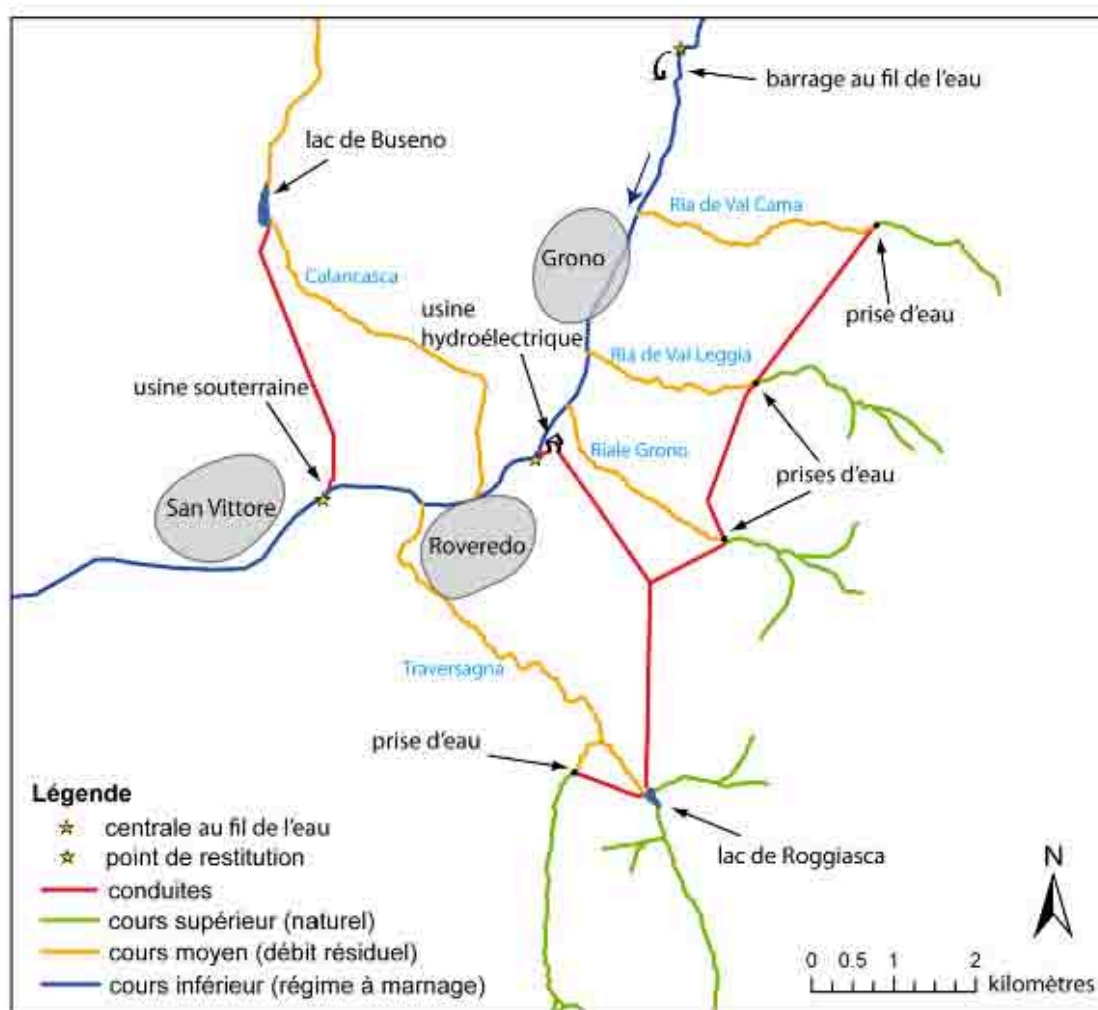 barrage au fil de l'eau
lac de Buseno
Ria de Val Cama
Grono
Calancasca
usine
hydroélectrique
prise d'eau
Ria de Val Leggia
usine souterraine
Riale Grono
prises d'eau
San Vittore
Roveredo
Traversagna
prise d'eau
Légende
centrale au fil de l'eau
point de restitution
lac de Roggiasca
N
conduites
cours supérieur (naturel)
cours moyen (débit résiduel)
0 0.5 1 2
cours inférieur (régime à marnage)
kilomètres